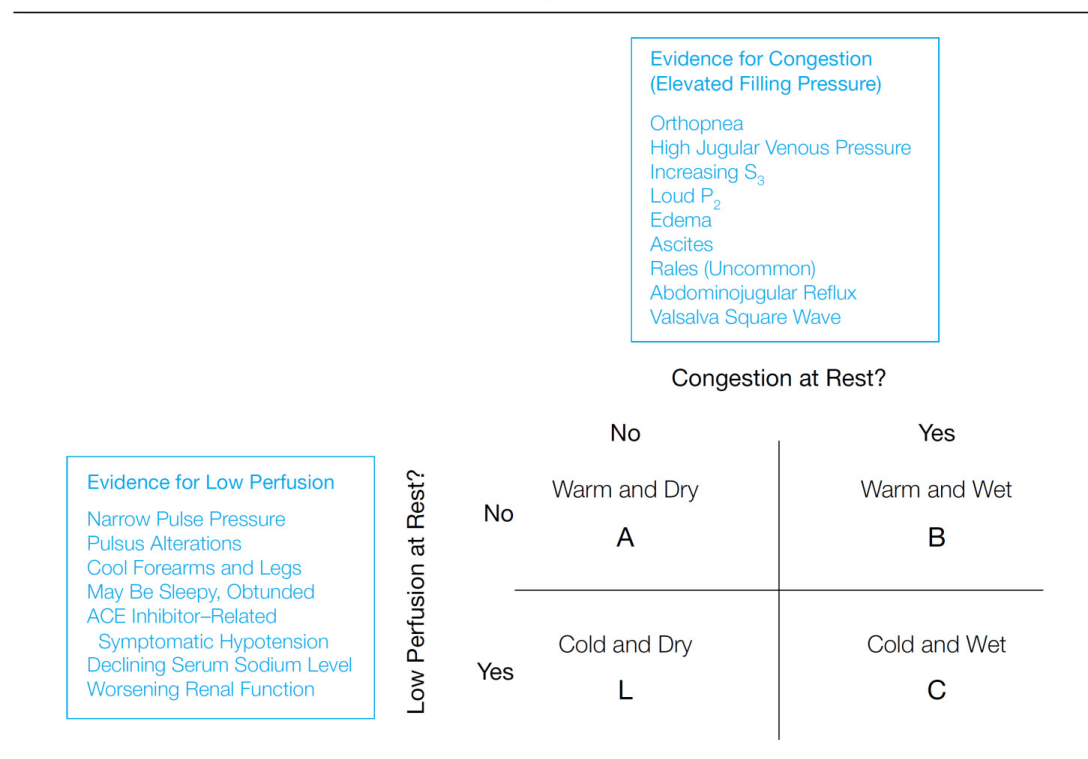 Evidence for Congestion
(Elevated Filling Pressure)
Orthopnea
High Jugular Venous Pressure
Increasing S3
Loud P2
Edema
Ascites
Rales (Uncommon)
Abdominojugular Reflux
Valsalva Square Wave
Congestion at Rest?
No
Yes
Evidence for Low Perfusion
Narrow Pulse Pressure
Pulsus Alterations
Cool Forearms and Legs
May Be Sleepy, Obtunded
ACE Inhibitor–Related
Symptomatic Hypotension
Declining Serum Sodium Level
Worsening Renal Function
Low Perfusion at Rest?
No
Warm and Dry
A
Warm and Wet
B
Yes
Cold and Dry
L
Cold and Wet
C